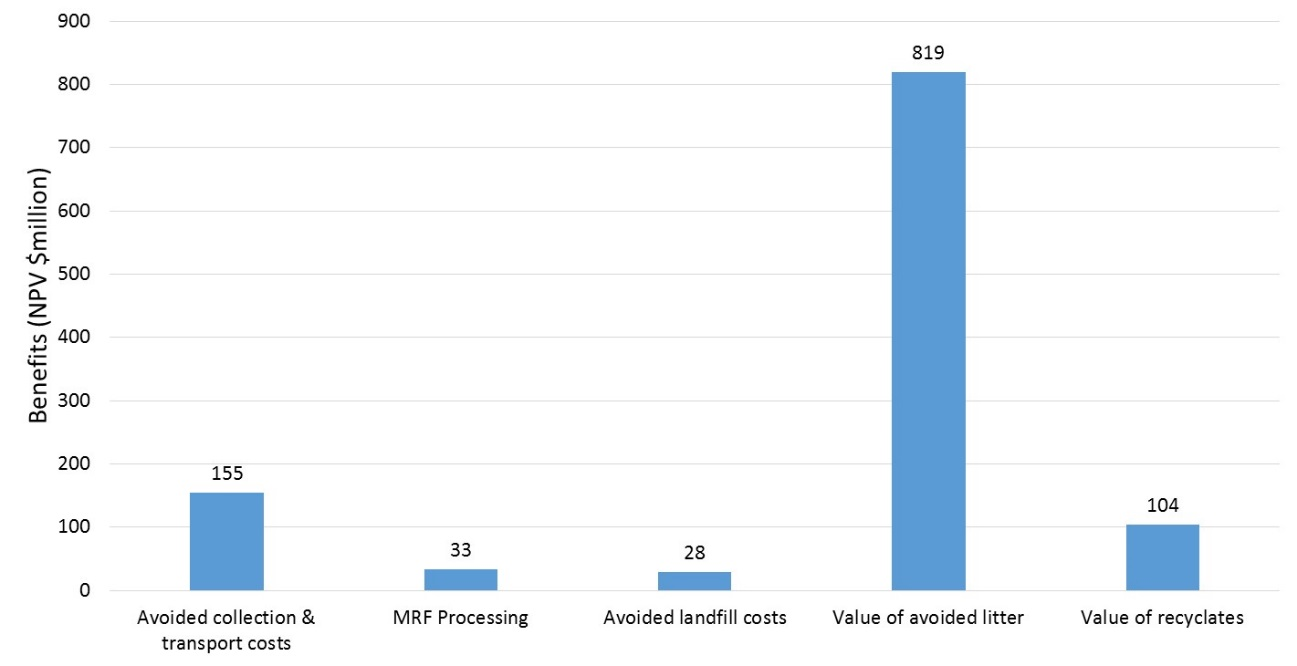 Benefits (NPV $million)
900
800
700
600
500
400
300
200
100
0
155
33
28
819
104
Avoided collection &
transport costs
MRF Processing
Avoided landfill costs
Value of avoided litter
Value of recyclates